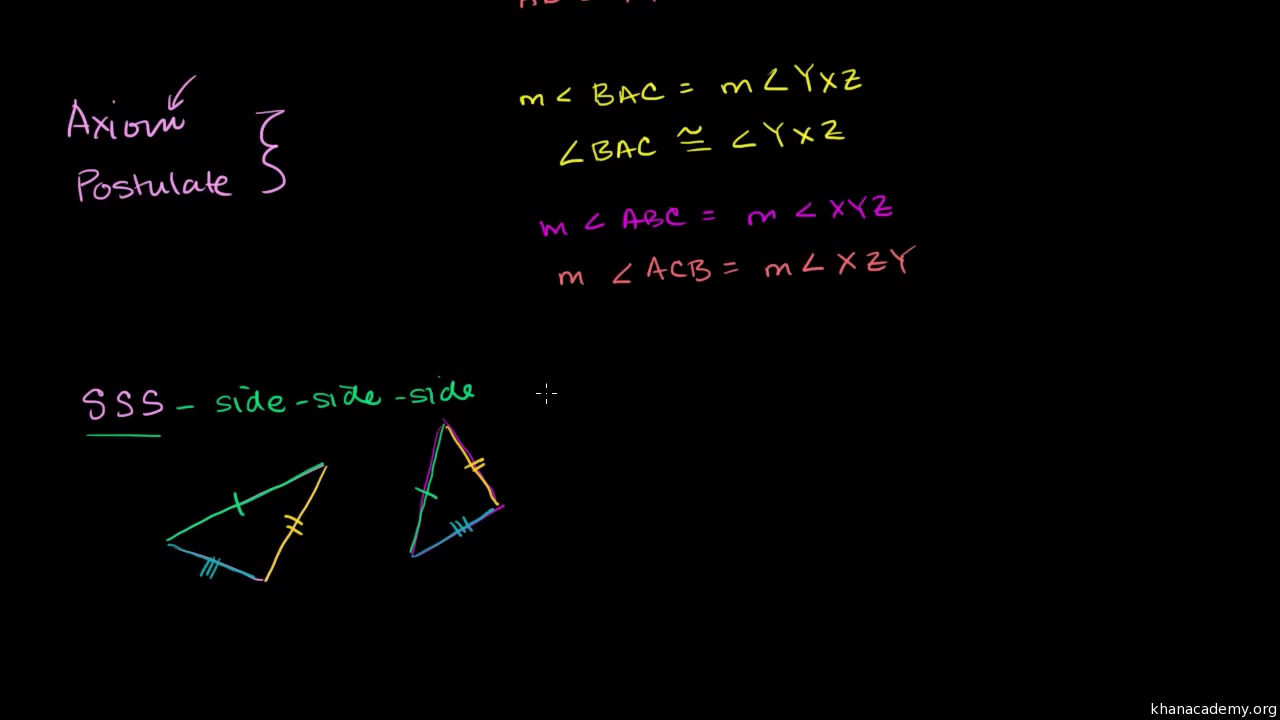 m∠BAC = m∠YXZ
∠BAC ≅ ∠YXZ
Axiom
Postulate
m∠ABC = m∠XYZ
m∠ACB = m∠XZY
SSS - side-side-side
khanacademy.org